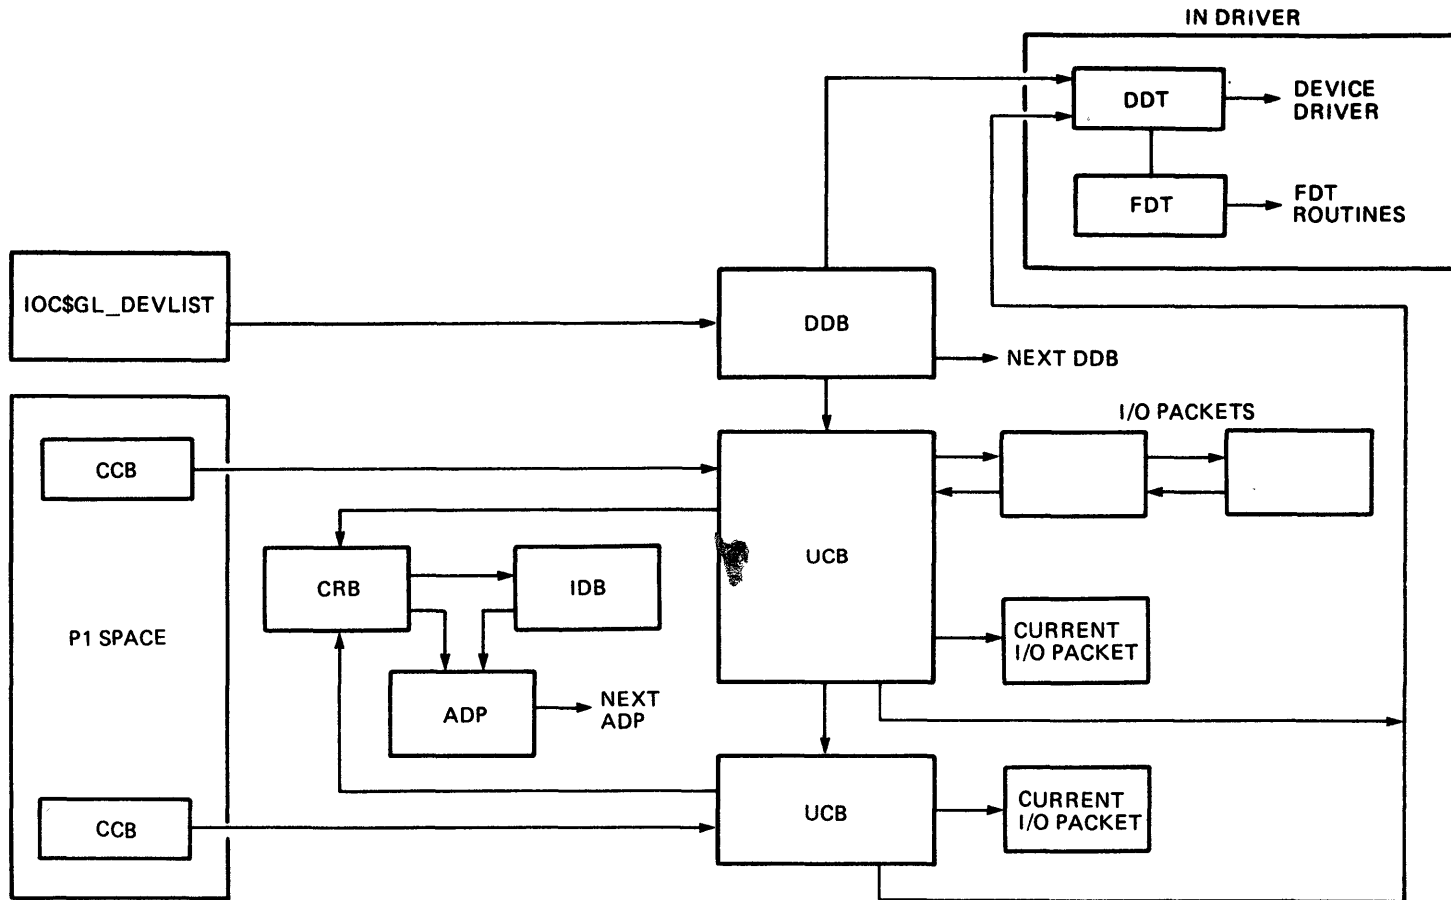 IN DRIVER
DDT
DEVICE
DRIVER
FDT
FDT
ROUTINES
IOC$GL_DEVLIST
DDB
NEXT DDB
I/O PACKETS
CCB
UCB
CRB
IDB
P1 SPACE
CURRENT
I/O PACKET
ADP
NEXT
ADP
CCB
UCB
CURRENT
I/O PACKET